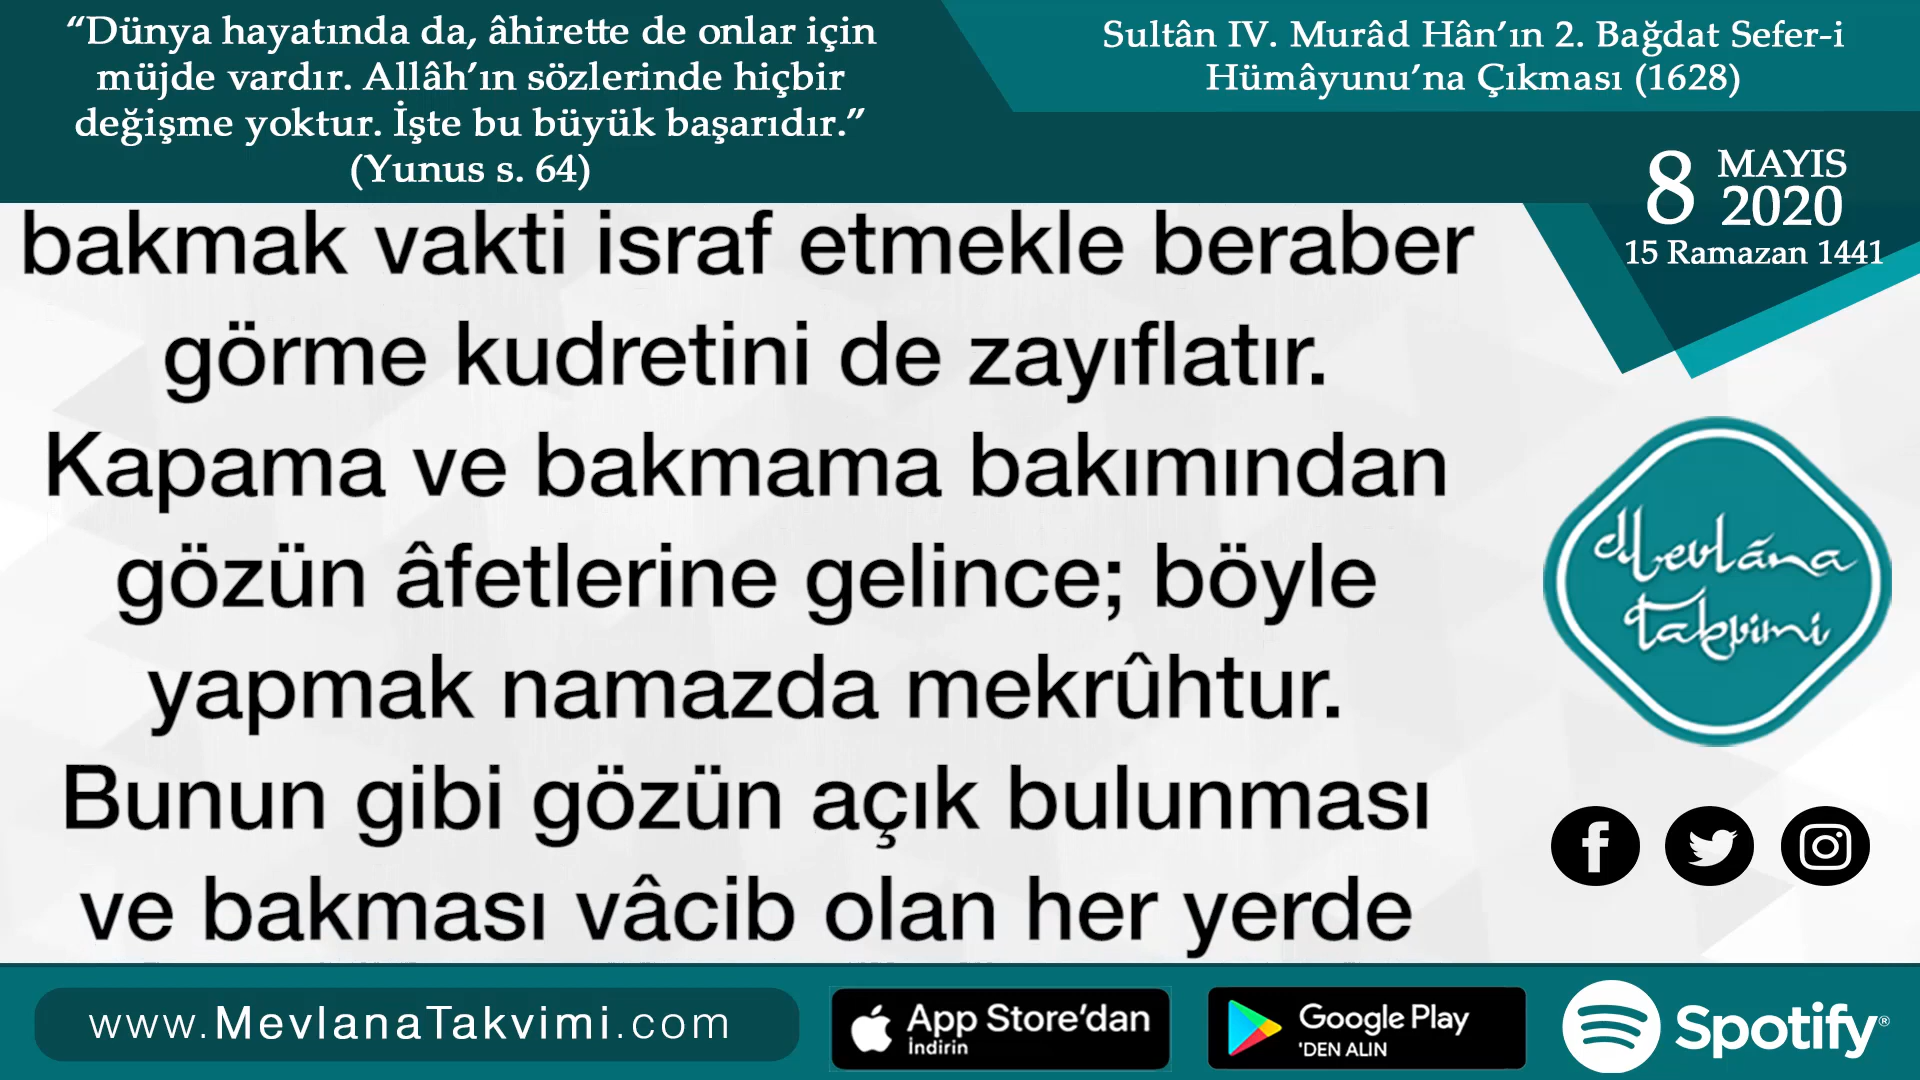 “Dünya hayatında da, âhirette de onlar için
müjde vardır. Allâh’ın sözlerinde hiçbir
değişme yoktur. İşte bu büyük başarıdır.”
(Yunus s. 64)
Sultân IV. Murâd Hân’ın 2. Bağdat Sefer-i
Hümâyunu’na Çıkması (1628)
8 MAYIS
2020
15 Ramazan 1441
bakmak vakti israf etmekle beraber
görme kudretini de zayıflatır.
Kapama ve bakmama bakımından
gözün âfetlerine gelince; böyle
yapmak namazda mekrûhtur.
Bunun gibi gözün açık bulunması
ve bakması vâcib olan her yerde
Mevlâna
Takvimi
www.MevlanaTakvimi.com
App Store’dan
İndirin
Google Play
'DEN ALIN
Spotify®